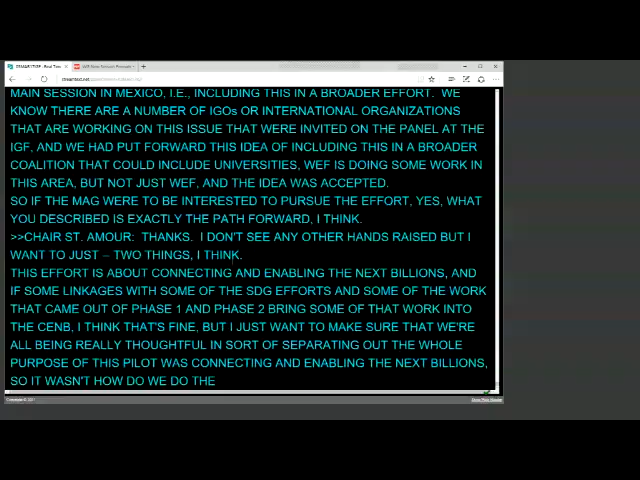 streamtext.net
MAIN SESSION IN MEXICO, I.E., INCLUDING THIS IN A BROADER EFFORT.  WE
KNOW THERE ARE A NUMBER OF IGOs OR INTERNATIONAL ORGANIZATIONS
THAT ARE WORKING ON THIS ISSUE THAT WERE INVITED ON THE PANEL AT THE
IGF, AND WE HAD PUT FORWARD THIS IDEA OF INCLUDING THIS IN A BROADER
COALITION THAT COULD INCLUDE UNIVERSITIES, WEF IS DOING SOME WORK IN
THIS AREA, BUT NOT JUST WEF, AND THE IDEA WAS ACCEPTED.
SO IF THE MAG WERE TO BE INTERESTED TO PURSUE THE EFFORT, YES, WHAT
YOU DESCRIBED IS EXACTLY THE PATH FORWARD, I THINK.
>>CHAIR ST. AMOUR:  THANKS.  I DON'T SEE ANY OTHER HANDS RAISED BUT I
WANT TO JUST – TWO THINGS, I THINK.
THIS EFFORT IS ABOUT CONNECTING AND ENABLING THE NEXT BILLIONS, AND
IF SOME LINKAGES WITH SOME OF THE SDG EFFORTS AND SOME OF THE WORK
THAT CAME OUT OF PHASE 1 AND PHASE 2 BRING SOME OF THAT WORK INTO
THE CENB, I THINK THAT'S FINE, BUT I JUST WANT TO MAKE SURE THAT WE'RE
ALL BEING REALLY THOUGHTFUL IN SORT OF SEPARATING OUT THE WHOLE
PURPOSE OF THIS PILOT WAS CONNECTING AND ENABLING THE NEXT BILLIONS,
SO IT WASN'T HOW DO WE DO THE